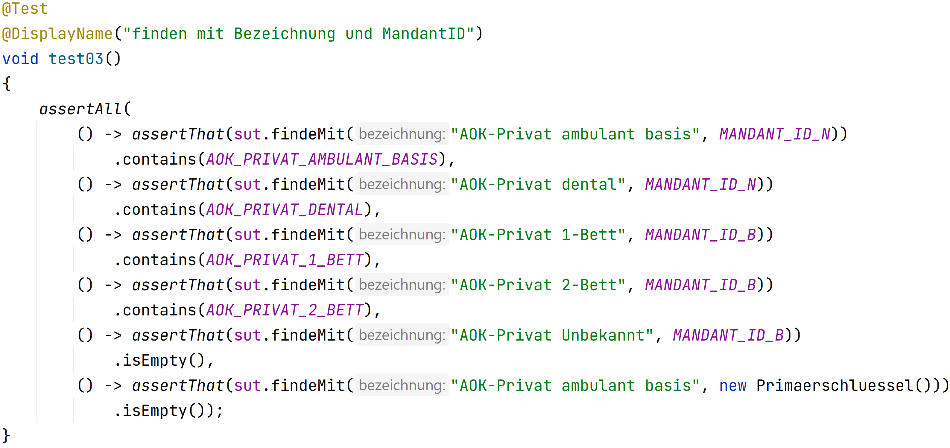 @Test
@DisplayName("finden mit Bezeichnung und MandantID")
void test03()
{
assertAll(
() -> assertThat(sut.findeMit( bezeichnung: "AOK-Privat ambulant basis", MANDANT_ID_N))
.contains(AOK_PRIVAT_AMBULANT_BASIS),
() -> assertThat(sut.findeMit( bezeichnung: "AOK-Privat dental", MANDANT_ID_N))
.contains(AOK_PRIVAT_DENTAL),
() -> assertThat(sut.findeMit( bezeichnung: "AOK-Privat 1-Bett", MANDANT_ID_B))
.contains(AOK_PRIVAT_1_BETT),
() -> assertThat(sut.findeMit( bezeichnung: "AOK-Privat 2-Bett", MANDANT_ID_B))
.contains(AOK_PRIVAT_2_BETT),
() -> assertThat(sut.findeMit( bezeichnung: "AOK-Privat Unbekannt", MANDANT_ID_B))
.isEmpty(),
() -> assertThat(sut.findeMit( bezeichnung: "AOK-Privat ambulant basis", new Primaerschluessel()))
.isEmpty());
}